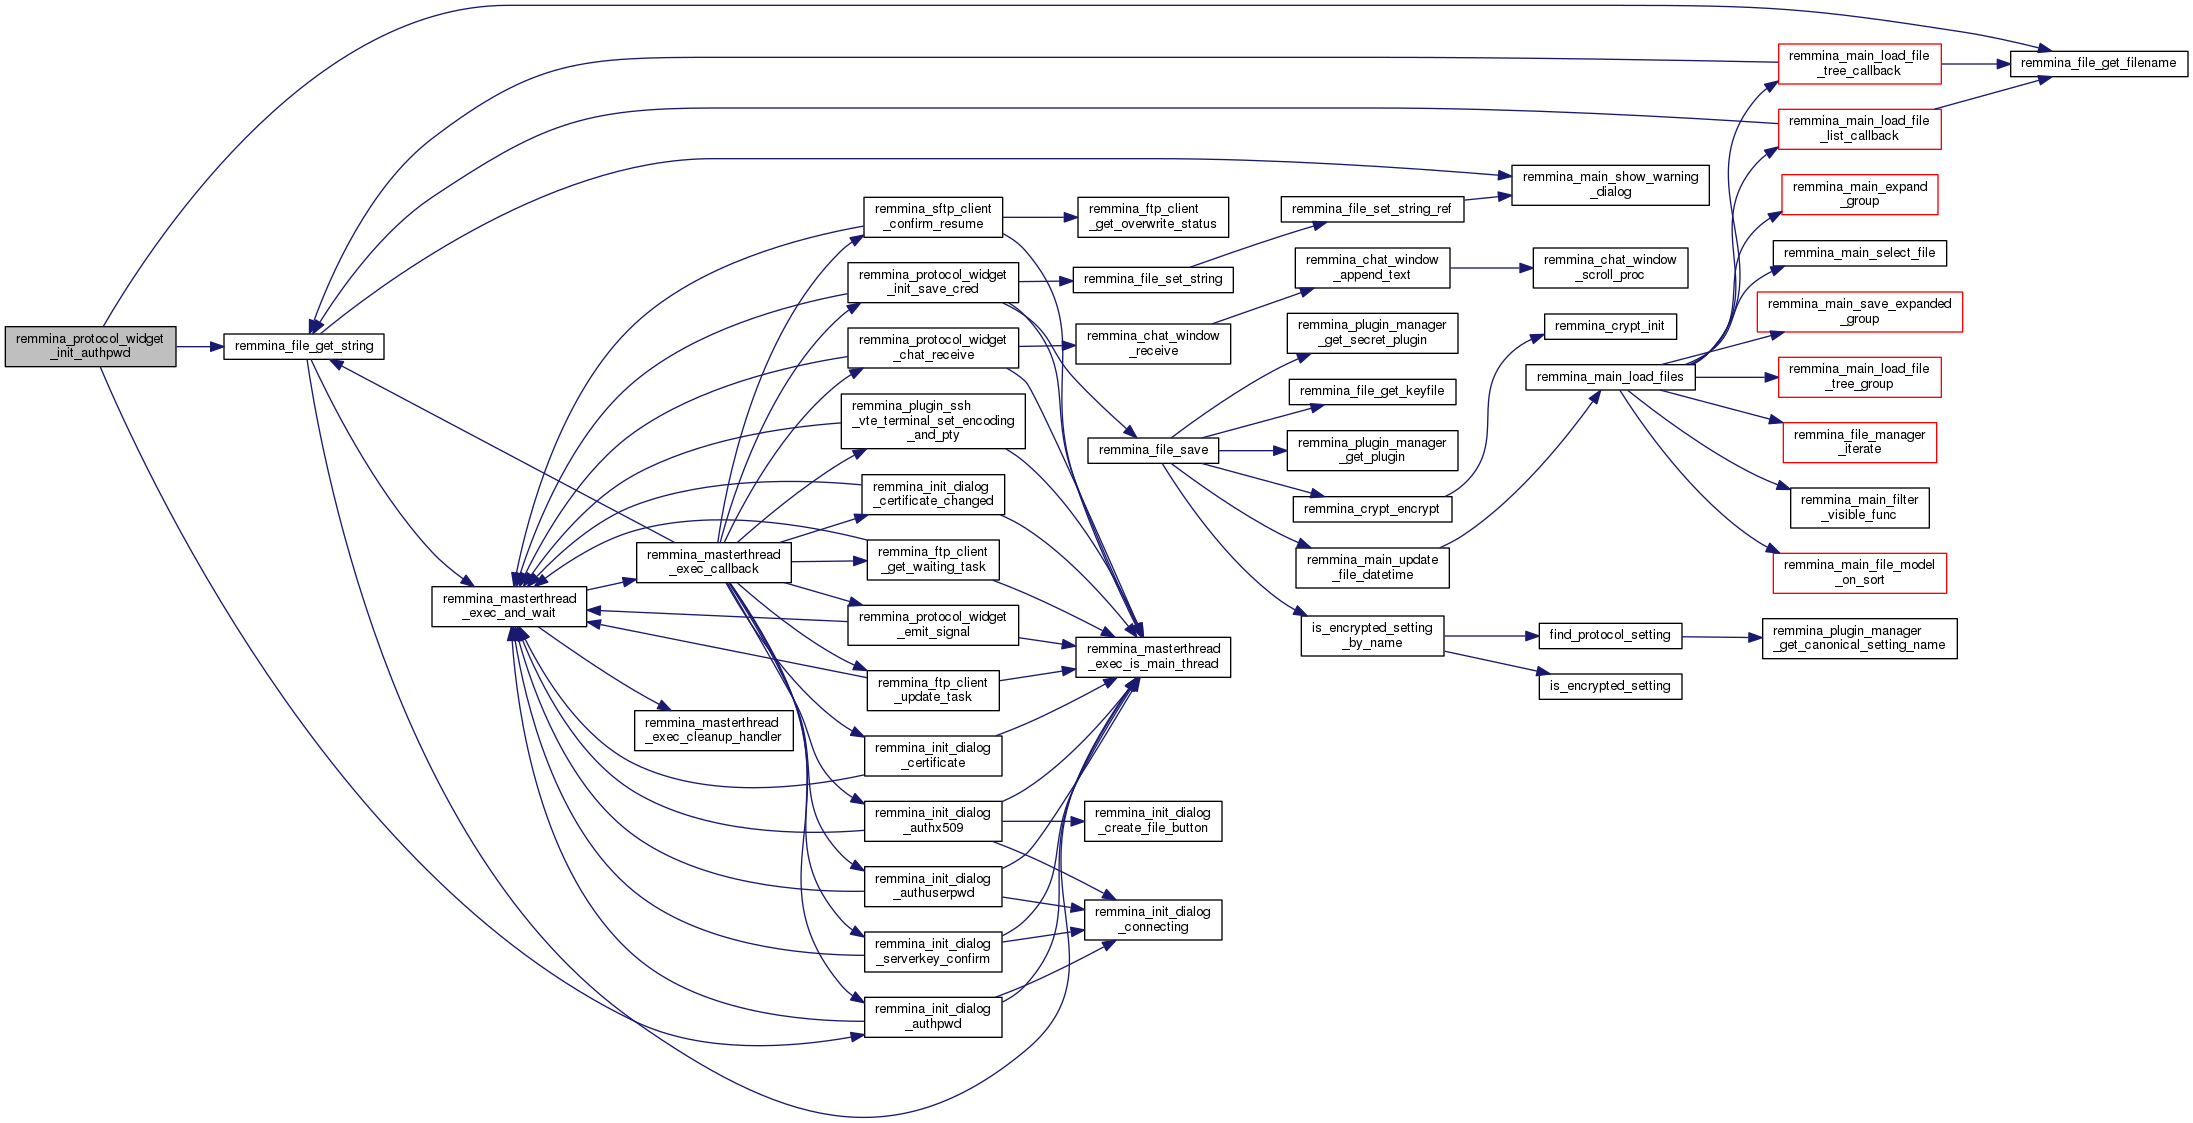 remmina_protocol_widget
_init_authpwd
remmina_file_get_string
remmina_masterthread
_exec_and_wait
remmina_masterthread
_exec_callback
remmina_masterthread
_exec_cleanup_handler
remmina_sftp_client
_confirm_resume
remmina_protocol_widget
_init_save_cred
remmina_protocol_widget
_chat_receive
remmina_plugin_ssh
_vte_terminal_set_encoding
_and_pty
remmina_init_dialog
_certificate_changed
remmina_ftp_client
_get_waiting_task
remmina_protocol_widget
_emit_signal
remmina_ftp_client
_update_task
remmina_init_dialog
_certificate
remmina_init_dialog
_authx509
remmina_init_dialog
_authuserpwd
remmina_init_dialog
_serverkey_confirm
remmina_init_dialog
_authpwd
remmina_ftp_client
_get_overwrite_status
remmina_file_set_string
remmina_chat_window
_receive
remmina_file_save
remmina_masterthread
_exec_is_main_thread
remmina_init_dialog
_create_file_button
remmina_init_dialog
_connecting
remmina_file_set_string_ref
remmina_chat_window
_append_text
remmina_plugin_manager
_get_secret_plugin
remmina_file_get_keyfile
remmina_plugin_manager
_get_plugin
remmina_crypt_encrypt
remmina_main_update
_file_datetime
is_encrypted_setting
_by_name
remmina_main_show_warning
_dialog
remmina_chat_window
_scroll_proc
remmina_crypt_init
remmina_main_load_files
find_protocol_setting
is_encrypted_setting
remmina_main_load_file
_tree_callback
remmina_main_load_file
_list_callback
remmina_main_expand
_group
remmina_main_select_file
remmina_main_save_expanded
_group
remmina_main_load_file
_tree_group
remmina_file_manager
_iterate
remmina_main_filter
_visible_func
remmina_main_file_model
_on_sort
remmina_plugin_manager
_get_canonical_setting_name
remmina_file_get_filename